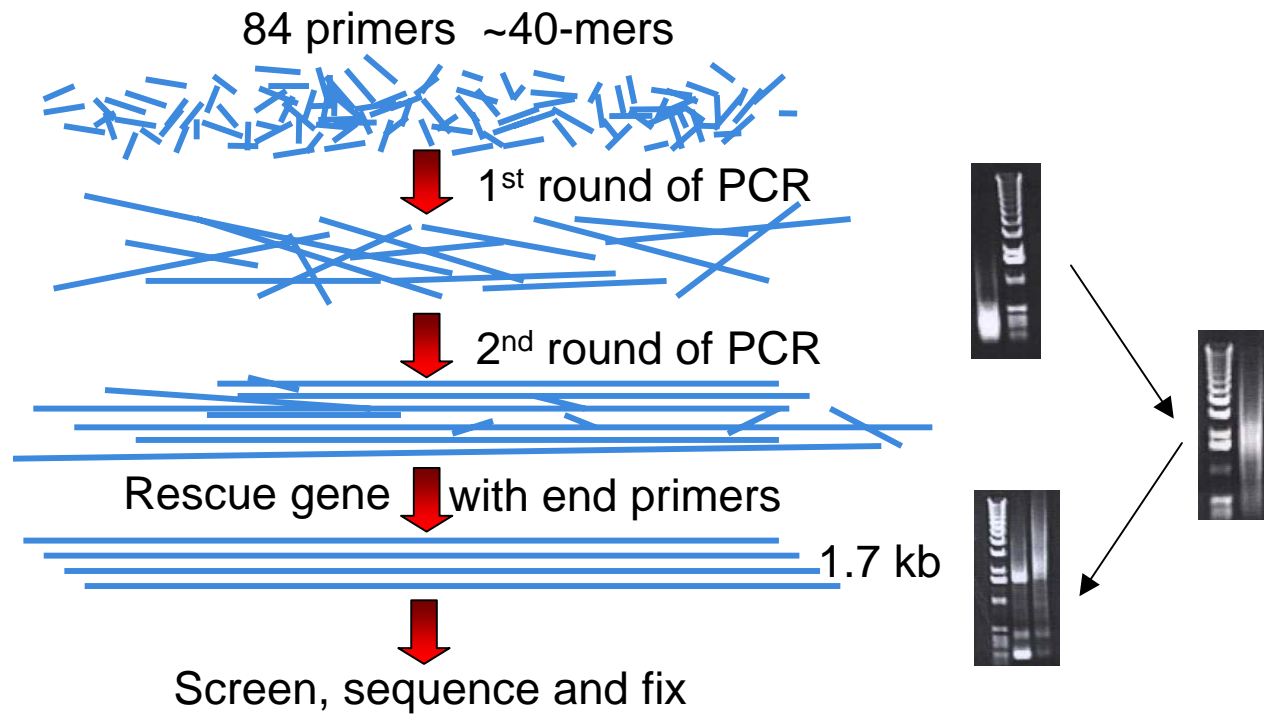 84 primers ~40-mers
1st round of PCR
2nd round of PCR
Rescue gene with end primers
1.7 kb
Screen, sequence and fix